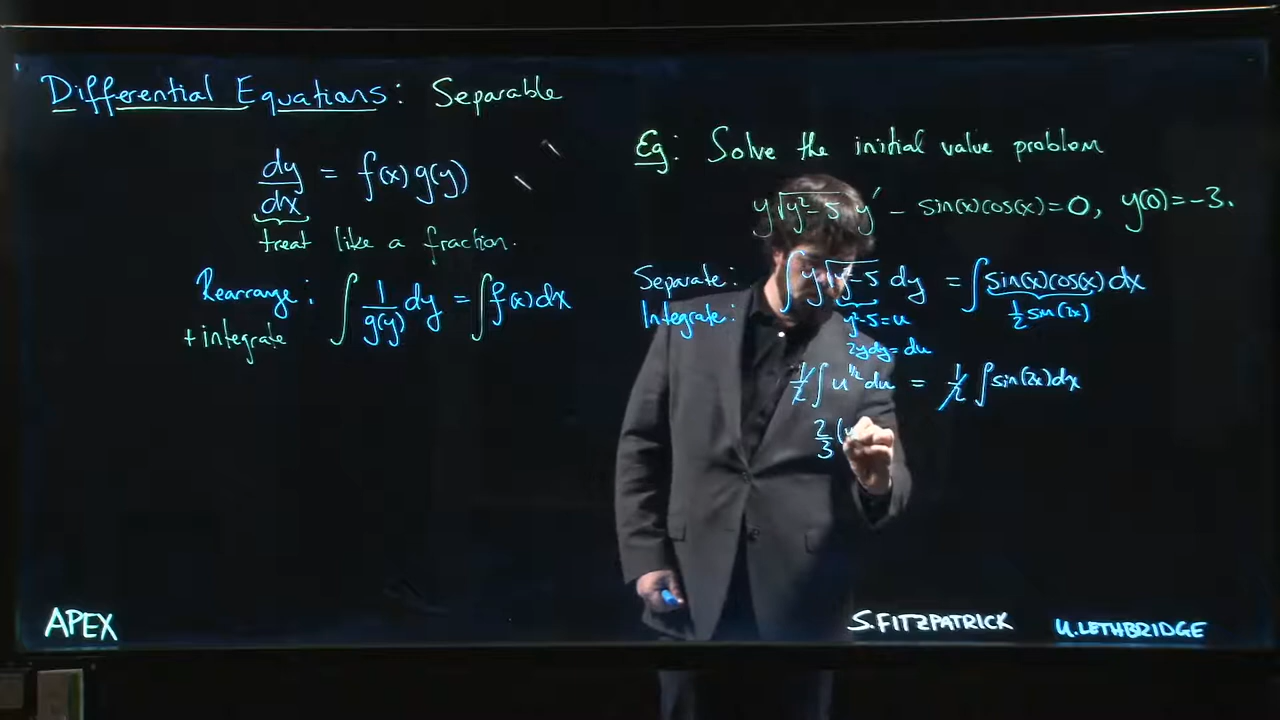 Differential Equations: Separable
dy/dx = f(x)g(y)
treat like a fraction.
Rearrange: ∫ 1/g(y) dy = ∫ f(x)dx
+ integrate
Eg: Solve the initial value problem
y√(y²-5) y' - sin(x)cos(x)=0, y(0)=-3.
Separate: ∫ y√(y²-5) dy = ∫ sin(x)cos(x) dx
Integrate: y²-5=u 1/2 sin(2x)
2ydy=du
1/2 ∫ u^1/2 du = 1/2 ∫ sin(2x)dx
2/3 (
APEX
S.FITZPATRICK
U.LETHBRIDGE